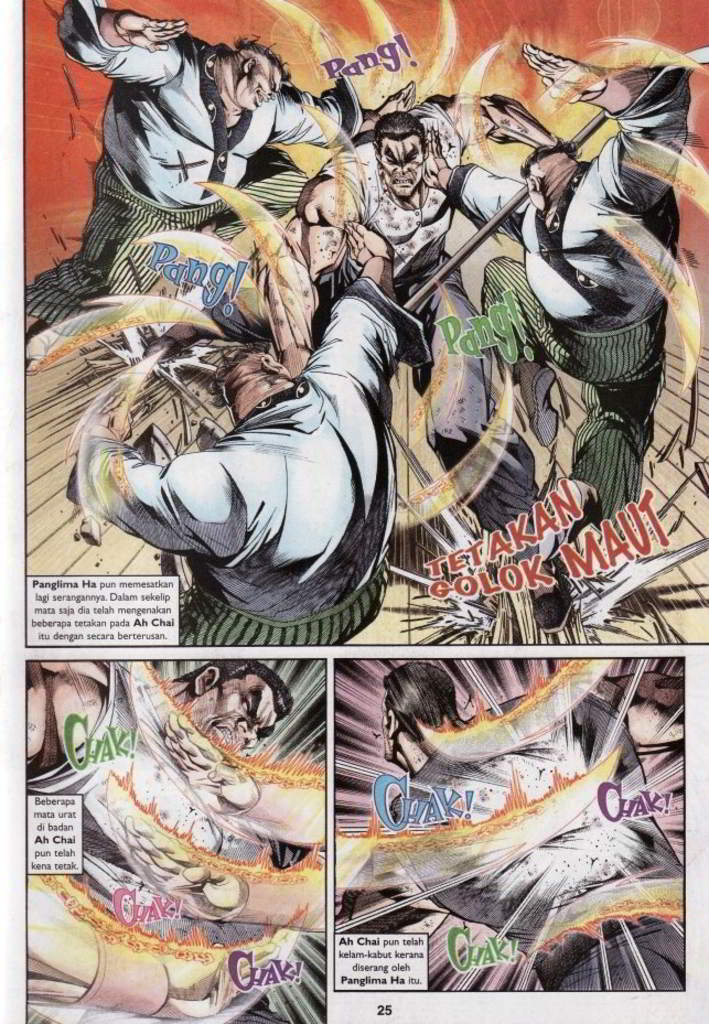 Pang!
Pang!
Pang!
TETAKAN
GOLOK MAUT
Panglima Ha pun memesatkan
lagi serangannya. Dalam sekelip
mata saja dia telah mengenakan
beberapa tetakan pada Ah Chai
itu dengan secara berterusan.
CHAK!
Beberapa
mata urat
di badan
Ah Chai
pun telah
kena tetak.
CHAK!
CHAK!
CHAK!
CHAK!
CHAK!
Ah Chai pun telah
kelam-kabut kerana
diserang oleh
Panglima Ha itu.
25